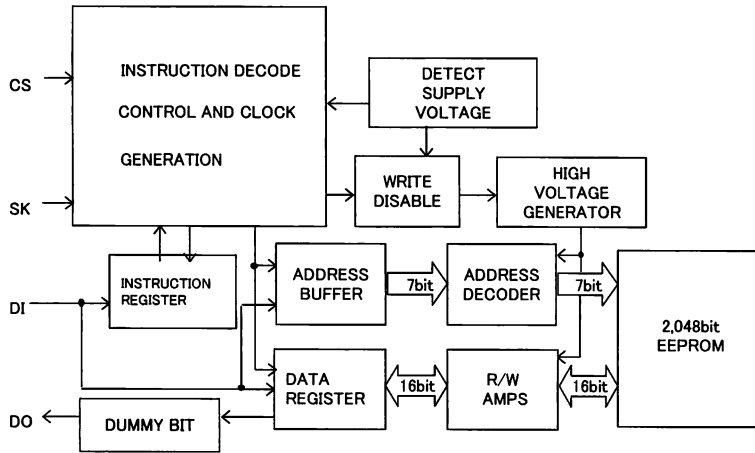 CS
SK
DI
DO
INSTRUCTION DECODE
CONTROL AND CLOCK
GENERATION
DETECT
SUPPLY
VOLTAGE
WRITE
DISABLE
HIGH
VOLTAGE
GENERATOR
INSTRUCTION
REGISTER
ADDRESS
BUFFER
7bit
ADDRESS
DECODER
7bit
2,048bit
EEPROM
DATA
REGISTER
16bit
R/W
AMPS
16bit
DUMMY BIT